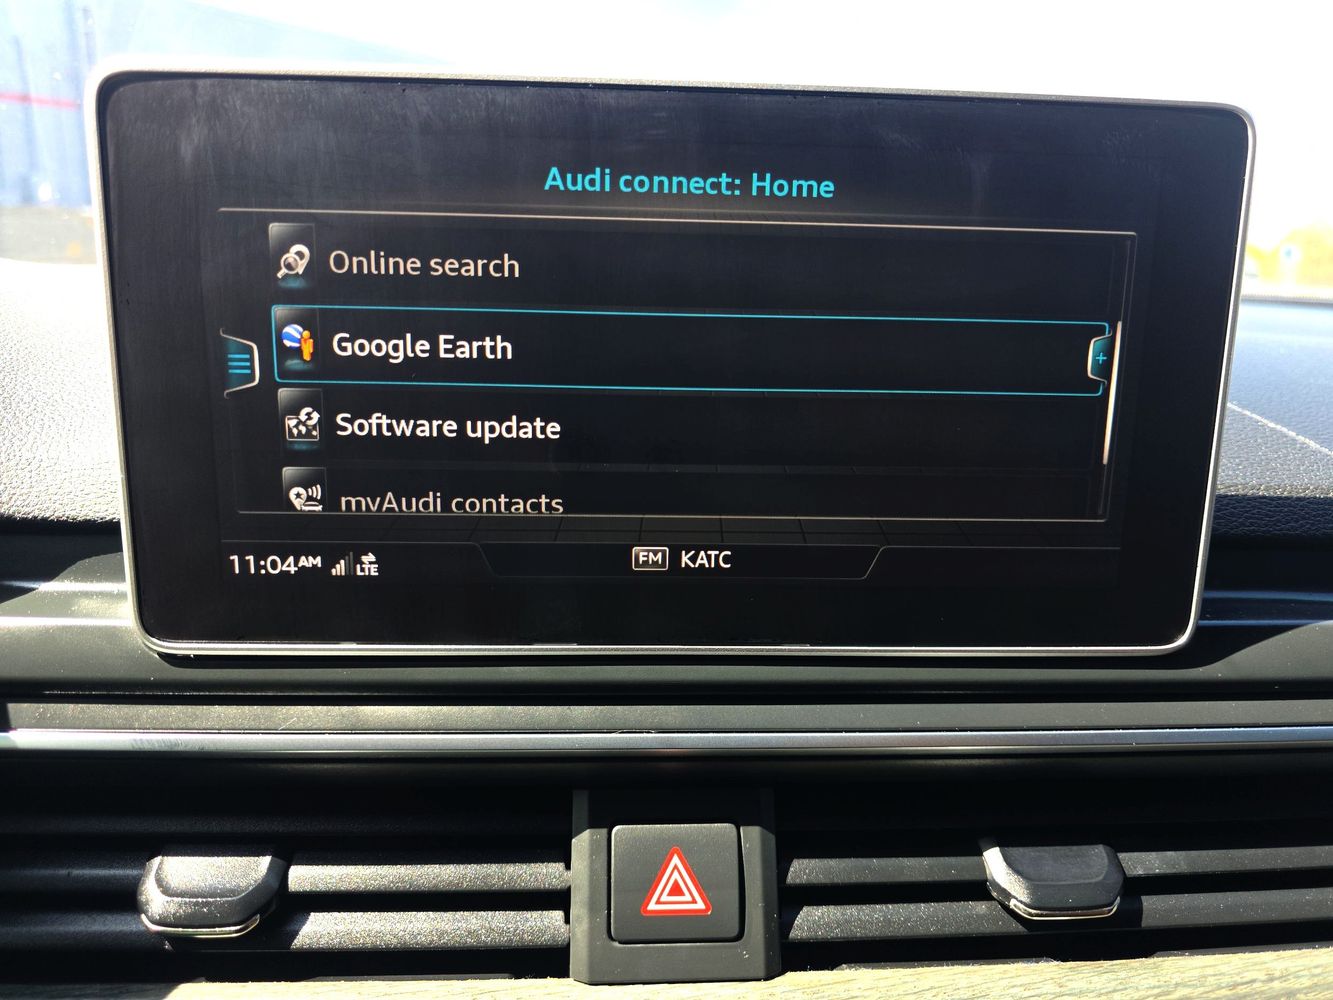 Audi connect: Home
Online search
Google Earth
Software update
myAudi contacts
11:04AM LTE
FM KATC